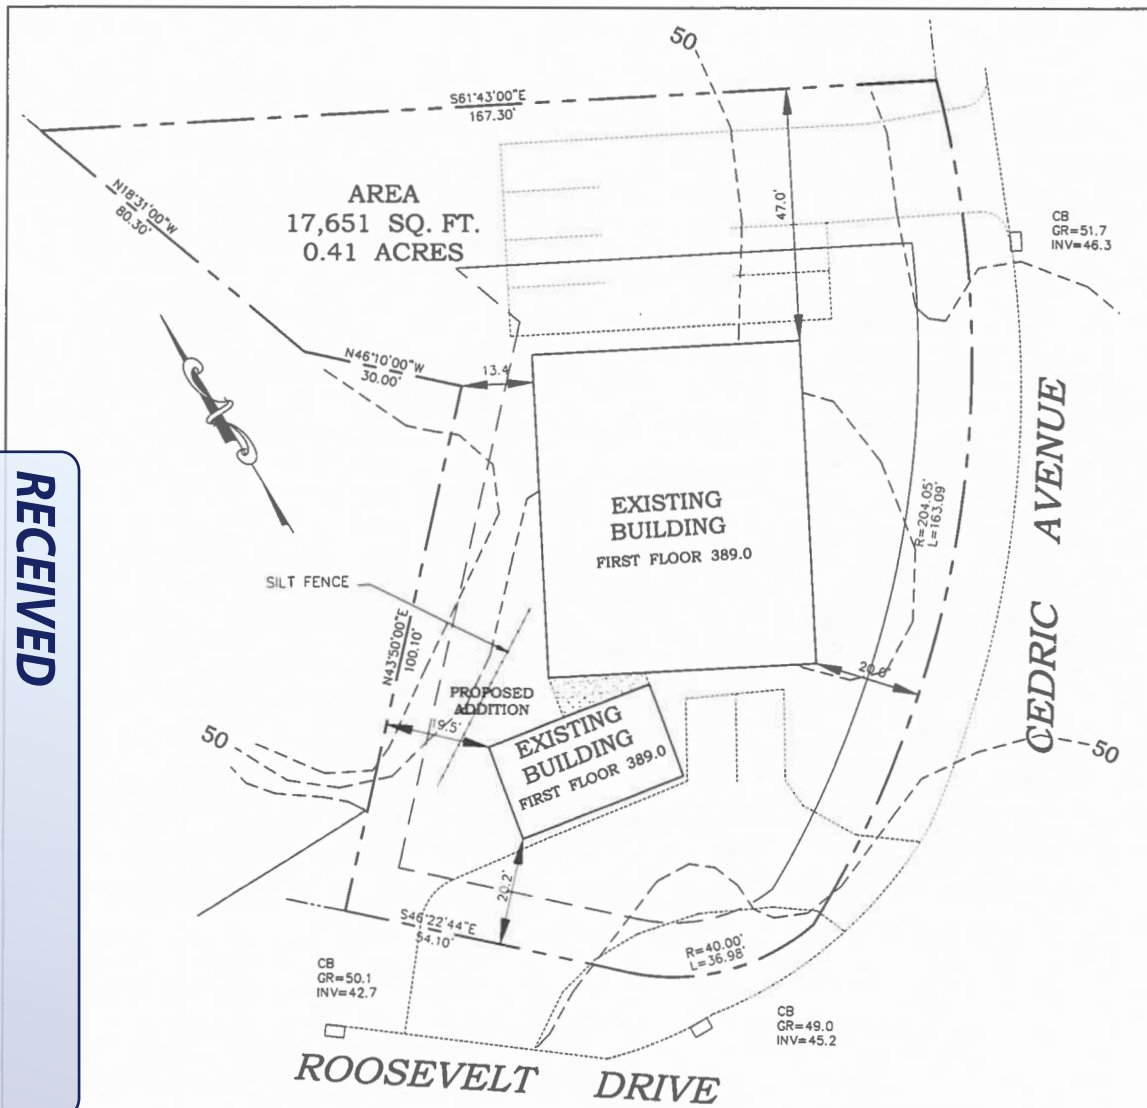 50
S61°43'00"E
167.30'
N18°31'00"W
80.30'
AREA
17,651 SQ. FT.
0.41 ACRES
47.0'
CB
GR=51.7
INV=46.3
N46°10'00"W
30.00'
13.4
EXISTING
BUILDING
FIRST FLOOR 389.0
R=204.05'
L=163.09'
CEDRIC AVENUE
RECEIVED
SILT FENCE
N43°50'00"E
100.10'
PROPOSED
ADDITION
19.5'
20.8'
EXISTING
BUILDING
FIRST FLOOR 389.0
50
50
20.2'
S46°22'44"E
54.10'
R=40.00'
L=36.98'
CB
GR=50.1
INV=42.7
CB
GR=49.0
INV=45.2
ROOSEVELT DRIVE